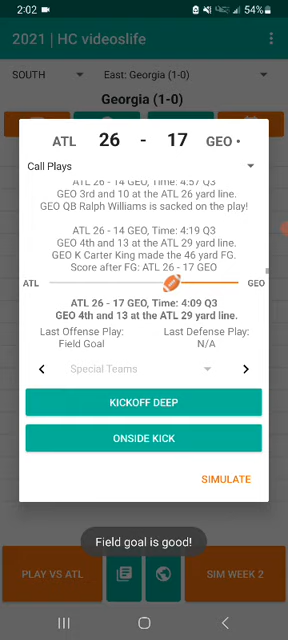 2:02 54%
2021 | HC videoslife
SOUTH East: Georgia (1-0)
Georgia (1-0)
ATL 26 - 17 GEO •
Call Plays
ATL 26 - 14 GEO, Time: 4:57 Q3
GEO 3rd and 10 at the ATL 26 yard line.
GEO QB Ralph Williams is sacked on the play!
ATL 26 - 14 GEO, Time: 4:19 Q3
GEO 4th and 13 at the ATL 29 yard line.
GEO K Carter King made the 46 yard FG.
Score after FG: ATL 26 - 17 GEO
ATL GEO
ATL 26 - 17 GEO, Time: 4:09 Q3
GEO 4th and 13 at the ATL 29 yard line.
Last Offense Play: Last Defense Play:
Field Goal N/A
Special Teams
KICKOFF DEEP
ONSIDE KICK
SIMULATE
Field goal is good!
PLAY VS ATL SIM WEEK 2